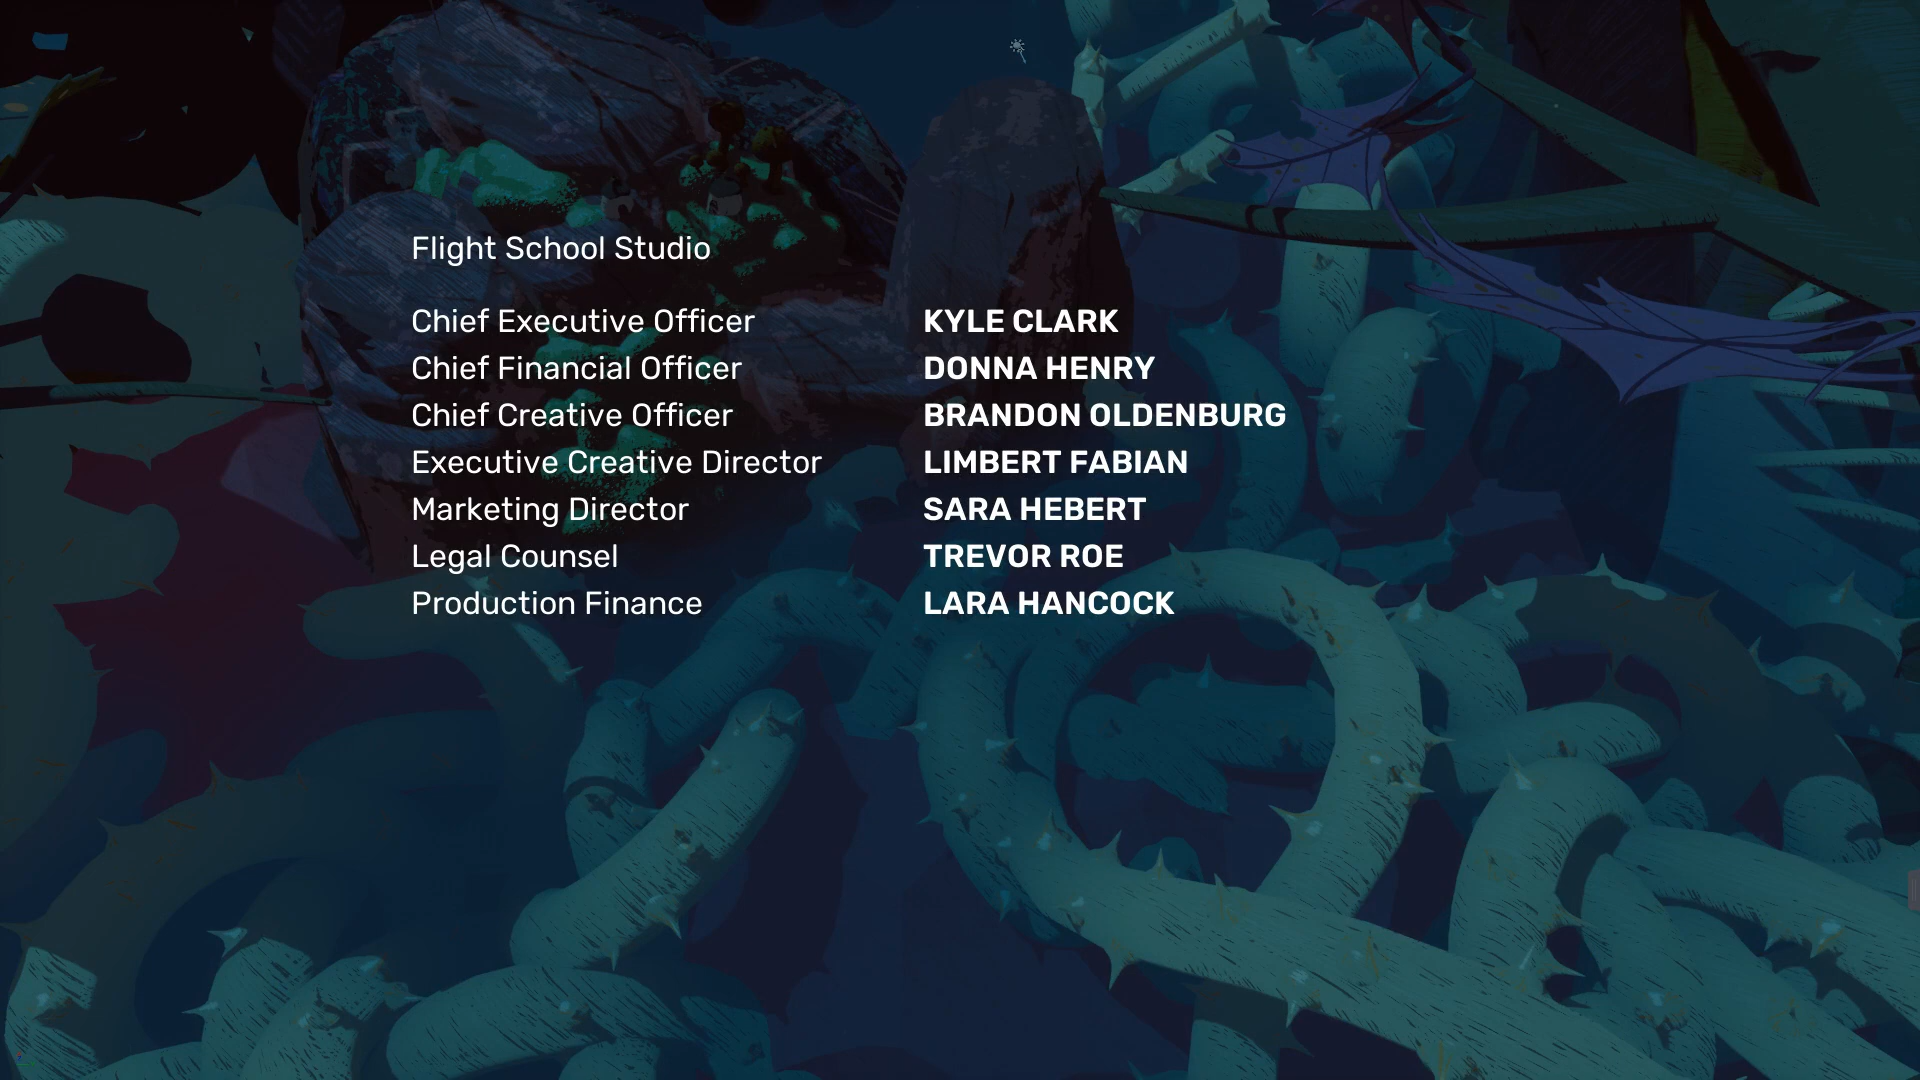 Flight School Studio
Chief Executive Officer KYLE CLARK
Chief Financial Officer DONNA HENRY
Chief Creative Officer BRANDON OLDENBURG
Executive Creative Director LIMBERT FABIAN
Marketing Director SARA HEBERT
Legal Counsel TREVOR ROE
Production Finance LARA HANCOCK